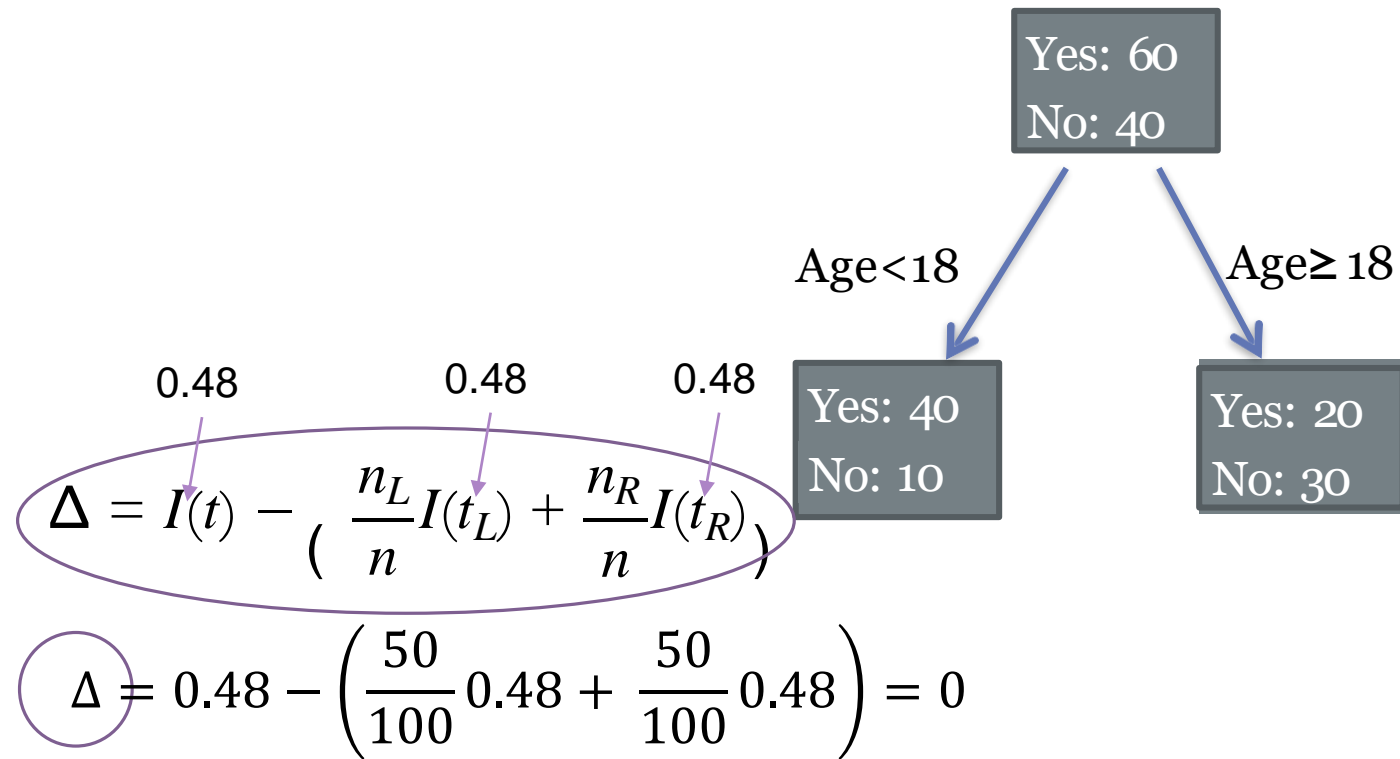 Yes: 60
No: 40
Age<18
Age≥ 18
0.48 0.48 0.48
Yes: 40
No: 10
Yes: 20
No: 30
Δ = I(t) − ( n_L/n I(t_L) + n_R/n I(t_R) )
Δ = 0.48 − (50/100 0.48 + 50/100 0.48) = 0